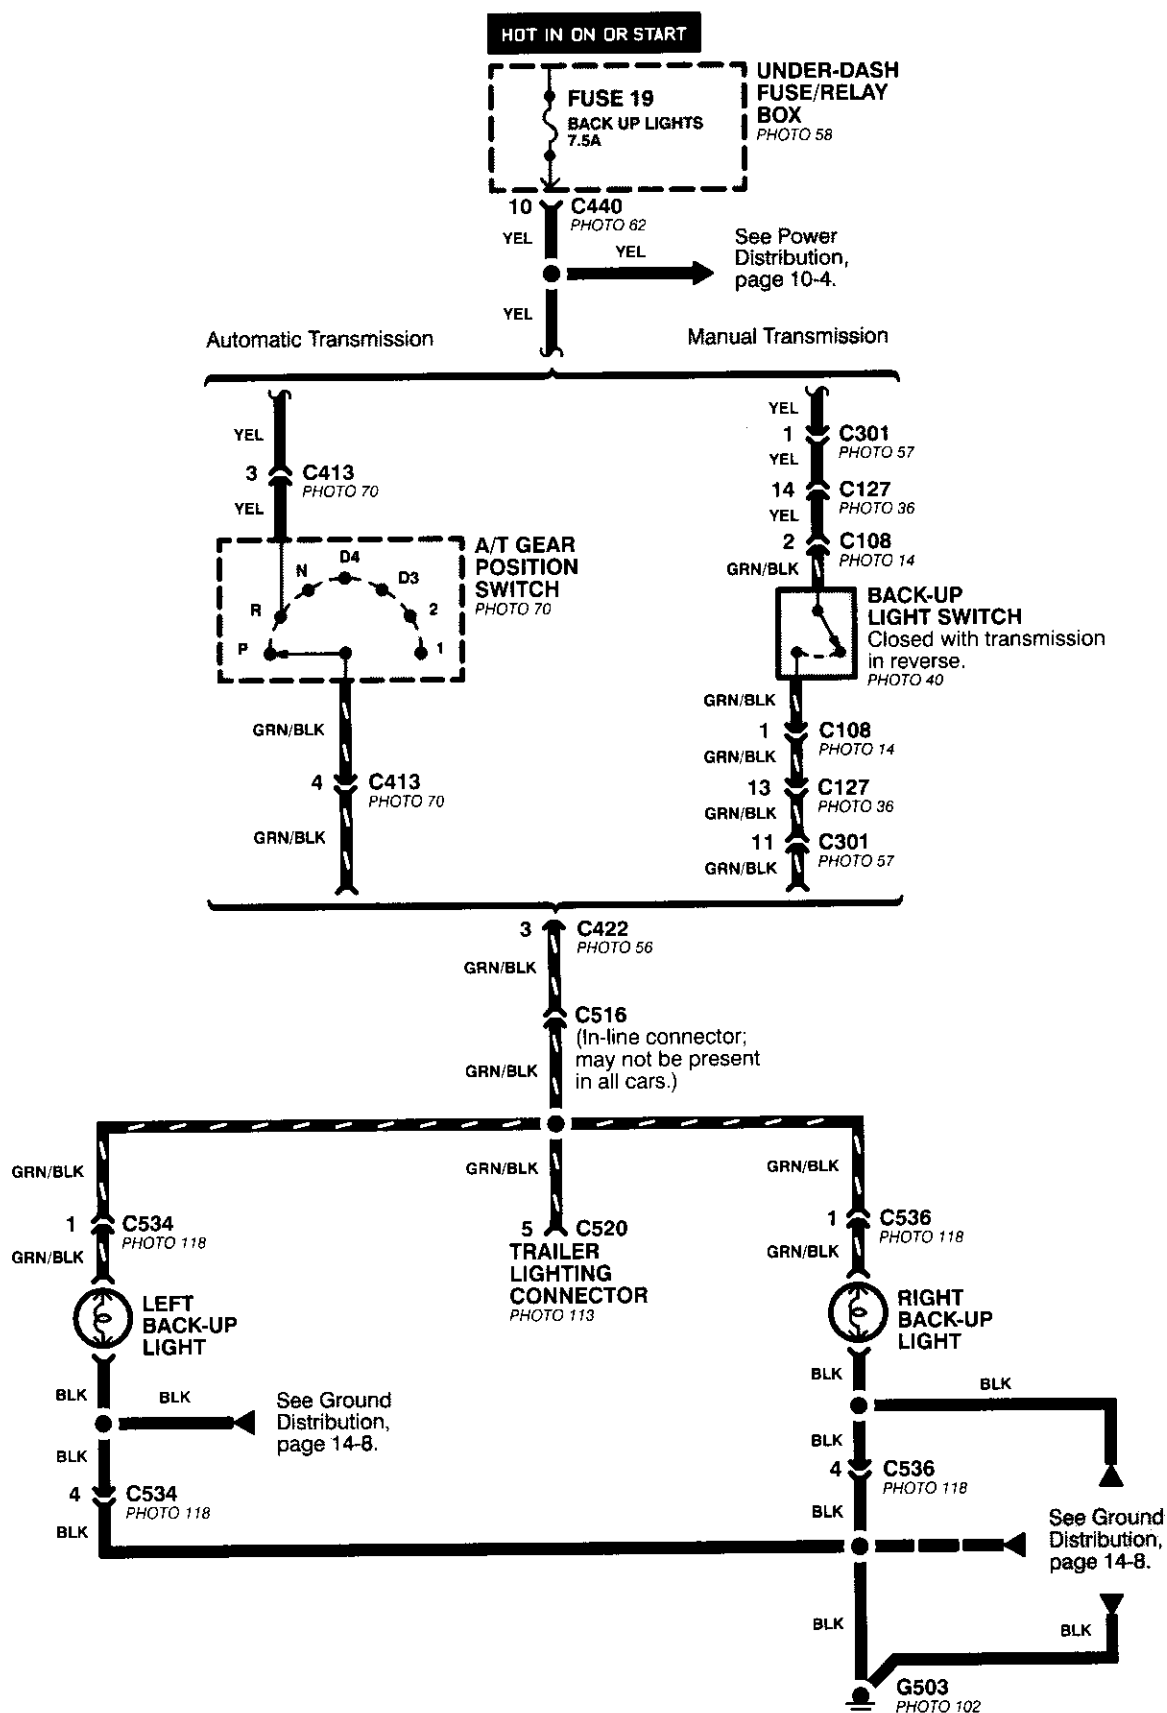 HOT IN ON OR START
UNDER-DASH
FUSE/RELAY
BOX
PHOTO 58
FUSE 19
BACK UP LIGHTS
7.5A
10
C440
PHOTO 62
YEL
YEL
See Power
Distribution,
page 10-4.
YEL
Automatic Transmission
Manual Transmission
YEL
3
C413
PHOTO 70
YEL
A/T GEAR
POSITION
SWITCH
PHOTO 70
P
R
N
D4
D3
2
1
GRN/BLK
4
C413
PHOTO 70
GRN/BLK
YEL
1
C301
PHOTO 57
YEL
14
C127
PHOTO 36
YEL
2
C108
PHOTO 14
GRN/BLK
BACK-UP
LIGHT SWITCH
Closed with transmission
in reverse.
PHOTO 40
GRN/BLK
1
C108
PHOTO 14
GRN/BLK
13
C127
PHOTO 36
GRN/BLK
11
C301
PHOTO 57
GRN/BLK
3
C422
PHOTO 56
GRN/BLK
C516
(In-line connector;
may not be present
in all cars.)
GRN/BLK
GRN/BLK
1
C534
PHOTO 118
GRN/BLK
LEFT
BACK-UP
LIGHT
GRN/BLK
5
C520
TRAILER
LIGHTING
CONNECTOR
PHOTO 113
GRN/BLK
1
C536
PHOTO 118
GRN/BLK
RIGHT
BACK-UP
LIGHT
BLK
BLK
See Ground
Distribution,
page 14-8.
BLK
4
C534
PHOTO 118
BLK
BLK
BLK
BLK
4
C536
PHOTO 118
BLK
See Ground
Distribution,
page 14-8.
BLK
BLK
G503
PHOTO 102